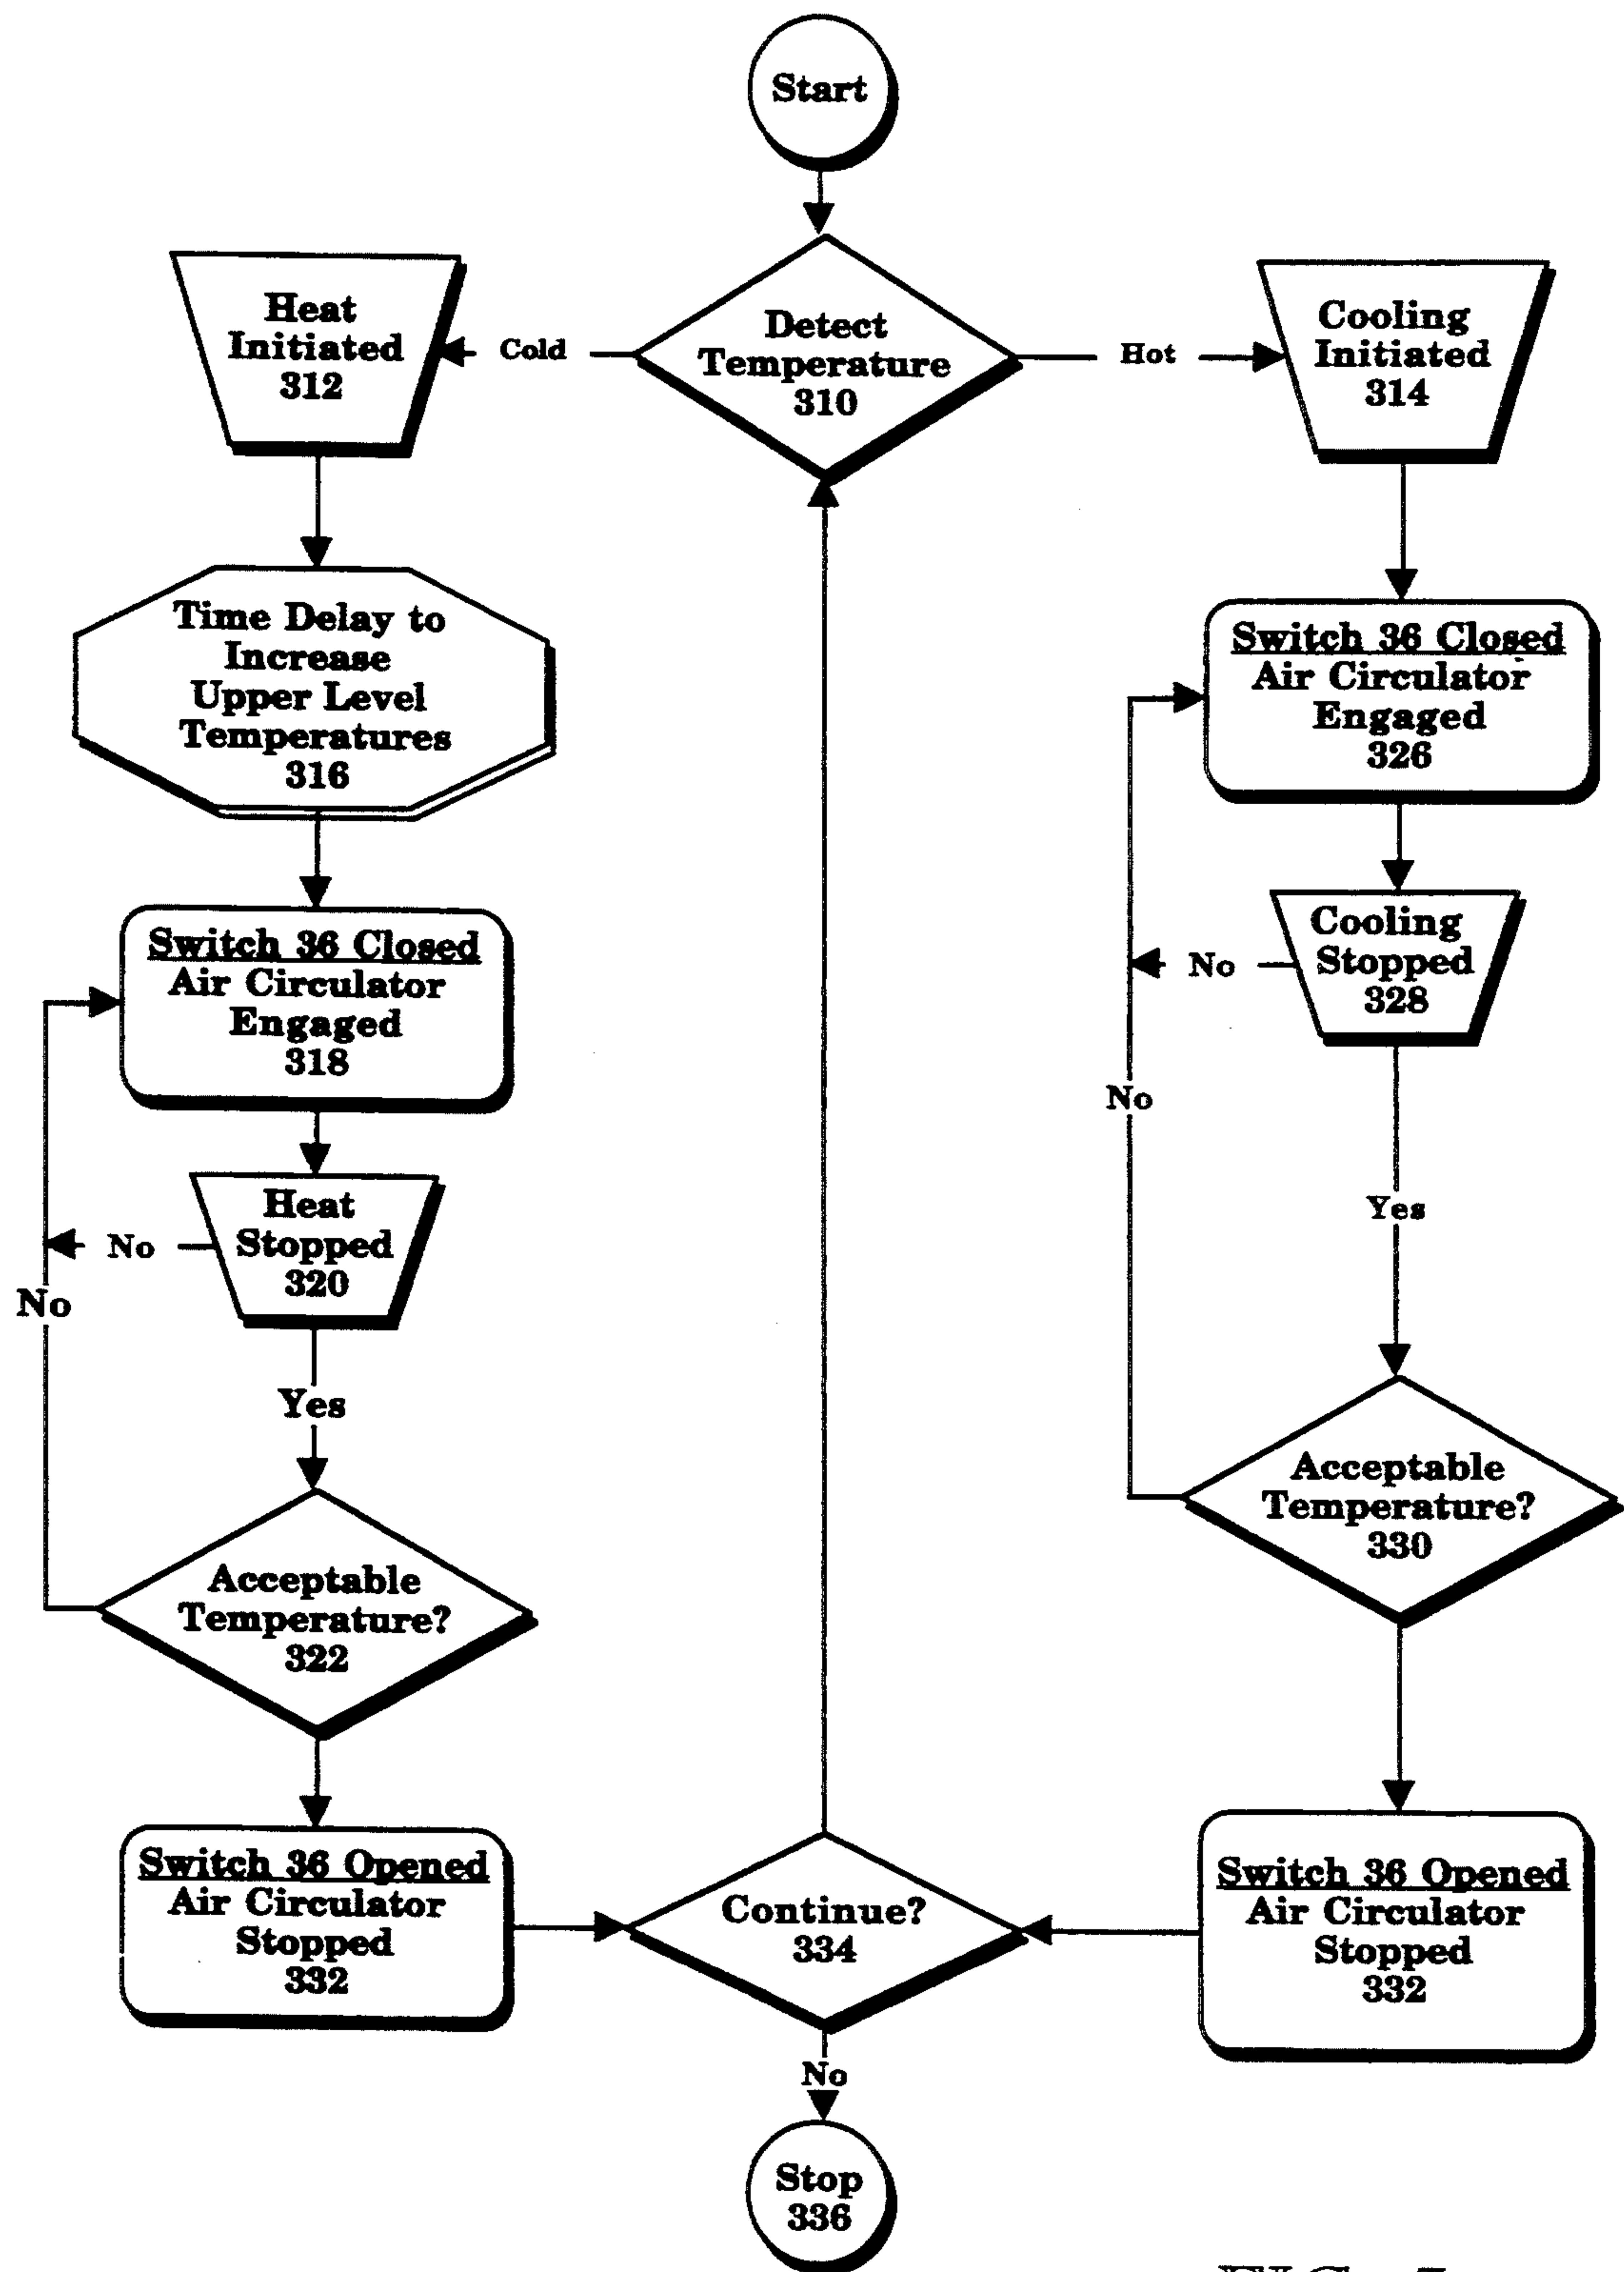 Start
Detect
Temperature
310
Cold
Hot
Heat
Initiated
312
Cooling
Initiated
314
Time Delay to
Increase
Upper Level
Temperatures
316
Switch 36 Closed
Air Circulator
Engaged
318
Heat
Stopped
320
No
No
Yes
Acceptable
Temperature?
322
Switch 36 Opened
Air Circulator
Stopped
332
Switch 36 Closed
Air Circulator
Engaged
326
Cooling
Stopped
328
No
No
Yes
Acceptable
Temperature?
330
Switch 36 Opened
Air Circulator
Stopped
332
Continue?
334
No
Stop
336